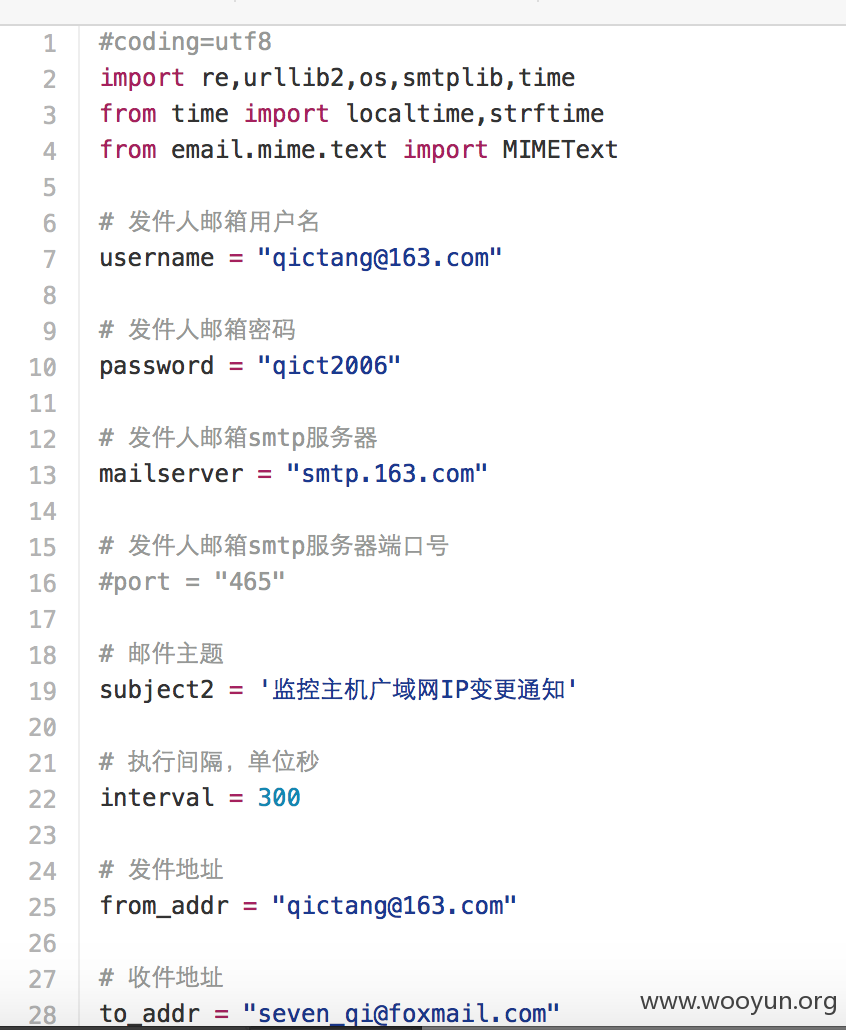 1 #coding=utf8
2 import re,urllib2,os,smtplib,time
3 from time import localtime,strftime
4 from email.mime.text import MIMEText
5
6 # 发件人邮箱用户名
7 username = "qictang@163.com"
8
9 # 发件人邮箱密码
10 password = "qict2006"
11
12 # 发件人邮箱smtp服务器
13 mailserver = "smtp.163.com"
14
15 # 发件人邮箱smtp服务器端口号
16 #port = "465"
17
18 # 邮件主题
19 subject2 = '监控主机广域网IP变更通知'
20
21 # 执行间隔，单位秒
22 interval = 300
23
24 # 发件地址
25 from_addr = "qictang@163.com"
26
27 # 收件地址
28 to_addr = "seven_qi@foxmail.com"
www.wooyun.org